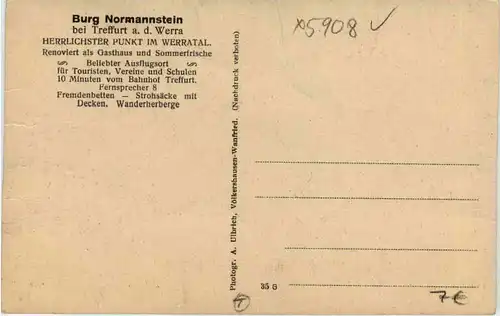 Burg Normannstein
bei Treffurt a. d. Werra
HERRLICHSTER PUNKT IM WERRATAL.
Renoviert als Gasthaus und Sommerfrische
Beliebter Ausflugsort
für Touristen, Vereine und Schulen
10 Minuten vom Bahnhof Treffurt.
Fernsprecher 8
Fremdenbetten — Strohsäcke mit
Decken, Wanderherberge
Photogr. A. Ulbrich, Völkershausen-Wanfried. (Nachdruck verboten)
35 G
7€